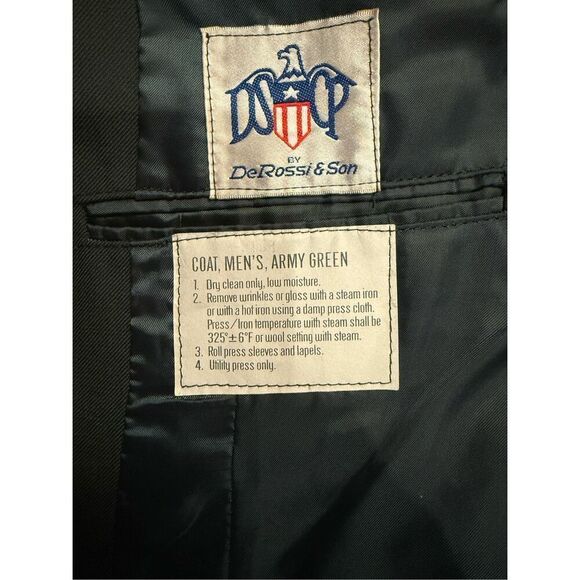 DSCP
BY
DeRossi & Son
COAT, MEN'S, ARMY GREEN
1. Dry clean only, low moisture.
2. Remove wrinkles or gloss with a steam iron
or with a hot iron using a damp press cloth.
Press/Iron temperature with steam shall be
325°±6°F or wool setting with steam.
3. Roll press sleeves and lapels.
4. Utility press only.